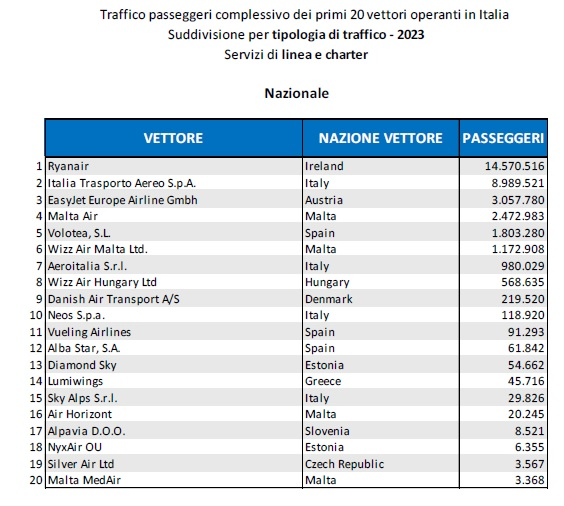 Traffico passeggeri complessivo dei primi 20 vettori operanti in Italia
Suddivisione per tipologia di traffico - 2023
Servizi di linea e charter
Nazionale
VETTORE NAZIONE VETTORE PASSEGGERI
1 Ryanair Ireland 14.570.516
2 Italia Trasporto Aereo S.p.A. Italy 8.989.521
3 EasyJet Europe Airline Gmbh Austria 3.057.780
4 Malta Air Malta 2.472.983
5 Volotea, S.L. Spain 1.803.280
6 Wizz Air Malta Ltd. Malta 1.172.908
7 Aeroitalia S.r.l. Italy 980.029
8 Wizz Air Hungary Ltd Hungary 568.635
9 Danish Air Transport A/S Denmark 219.520
10 Neos S.p.a. Italy 118.920
11 Vueling Airlines Spain 91.293
12 Alba Star, S.A. Spain 61.842
13 Diamond Sky Estonia 54.662
14 Lumiwings Greece 45.716
15 Sky Alps S.r.l. Italy 29.826
16 Air Horizont Malta 20.245
17 Alpavia D.O.O. Slovenia 8.521
18 NyxAir OU Estonia 6.355
19 Silver Air Ltd Czech Republic 3.567
20 Malta MedAir Malta 3.368